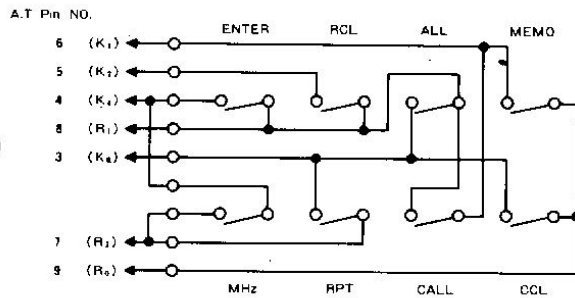 A.T Pin NO.
ENTER RCL ALL MEMO
6 (K₁)
5 (K₂)
4 (K₄)
8 (R₁)
3 (K₈)
7 (R₂)
9 (R₀)
MHz RPT CALL CCL